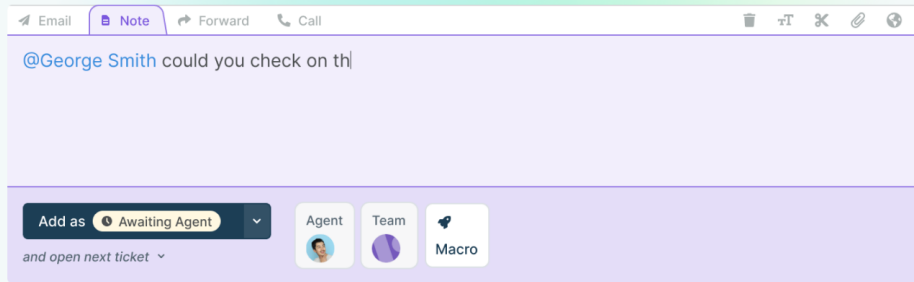 Email Note Forward Call
@George Smith could you check on th
Add as Awaiting Agent
Agent Team
Macro
and open next ticket